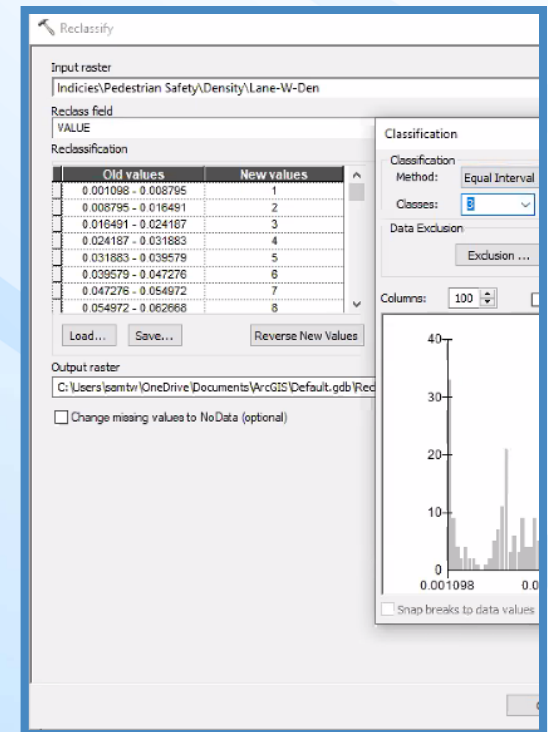 Reclassify
Input raster
Indicies\Pedestrian Safety\Density\Lane-W-Den
Reclass field
VALUE
Reclassification
Old values New values
0.001098 - 0.008795 1
0.008795 - 0.016491 2
0.016491 - 0.024187 3
0.024187 - 0.031883 4
0.031883 - 0.039579 5
0.039579 - 0.047276 6
0.047276 - 0.054972 7
0.054972 - 0.062668 8
Load... Save... Reverse New Values
Output raster
C:\Users\samtw\OneDrive\Documents\ArcGIS\Default.gdb\Rec
Change missing values to NoData (optional)
Classification
Classification
Method: Equal Interval
Classes: 3
Data Exclusion
Exclusion ...
Columns: 100
40
30
20
10
0
0.001098 0.0
Snap breaks to data values